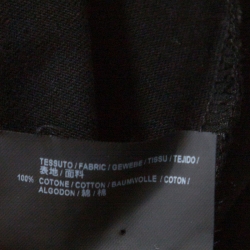 TESSUTO / FABRIC / GEWEBE / TISSU / TEJIDO /
表地 / 面料
100% COTONE / COTTON / BAUMWOLLE / COTON /
ALGODON / 綿 / 棉